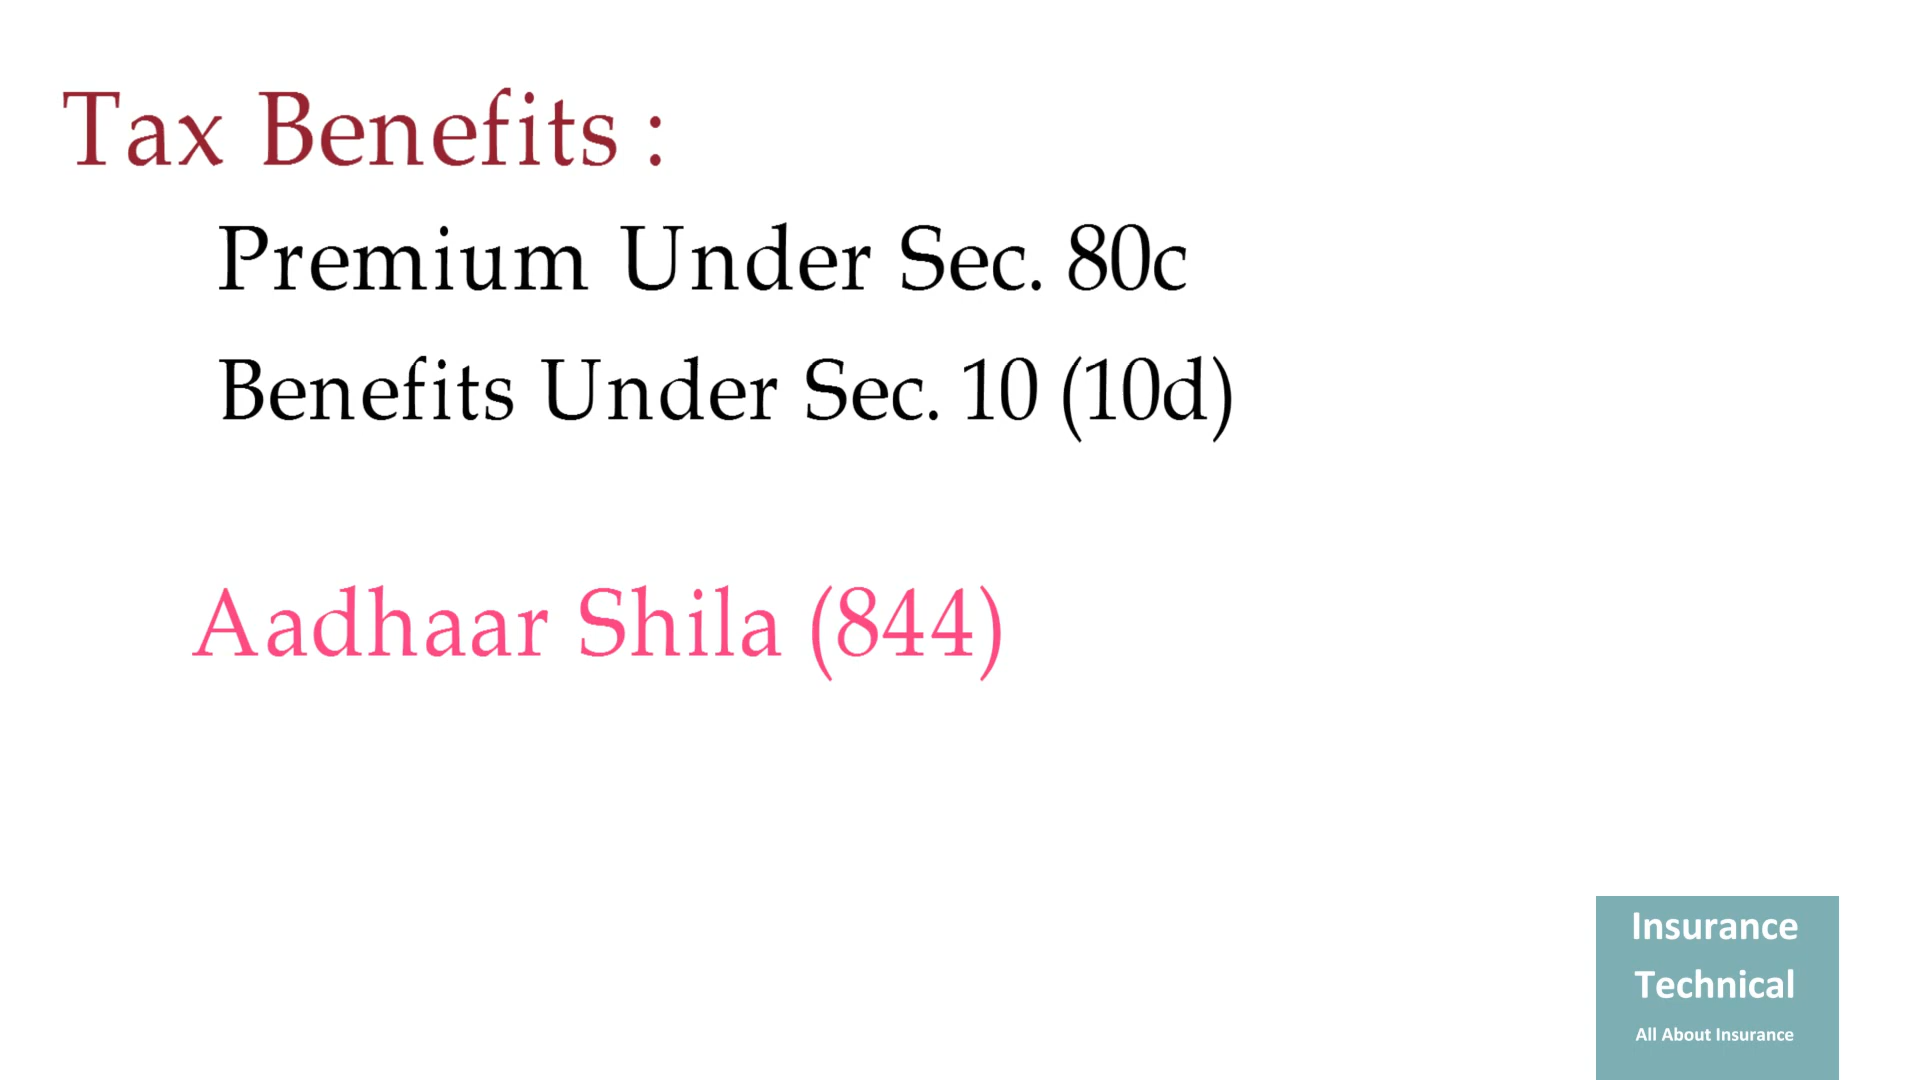 Tax Benefits :
Premium Under Sec. 80c
Benefits Under Sec. 10 (10d)
Aadhaar Shila (844)
Insurance
Technical
All About Insurance